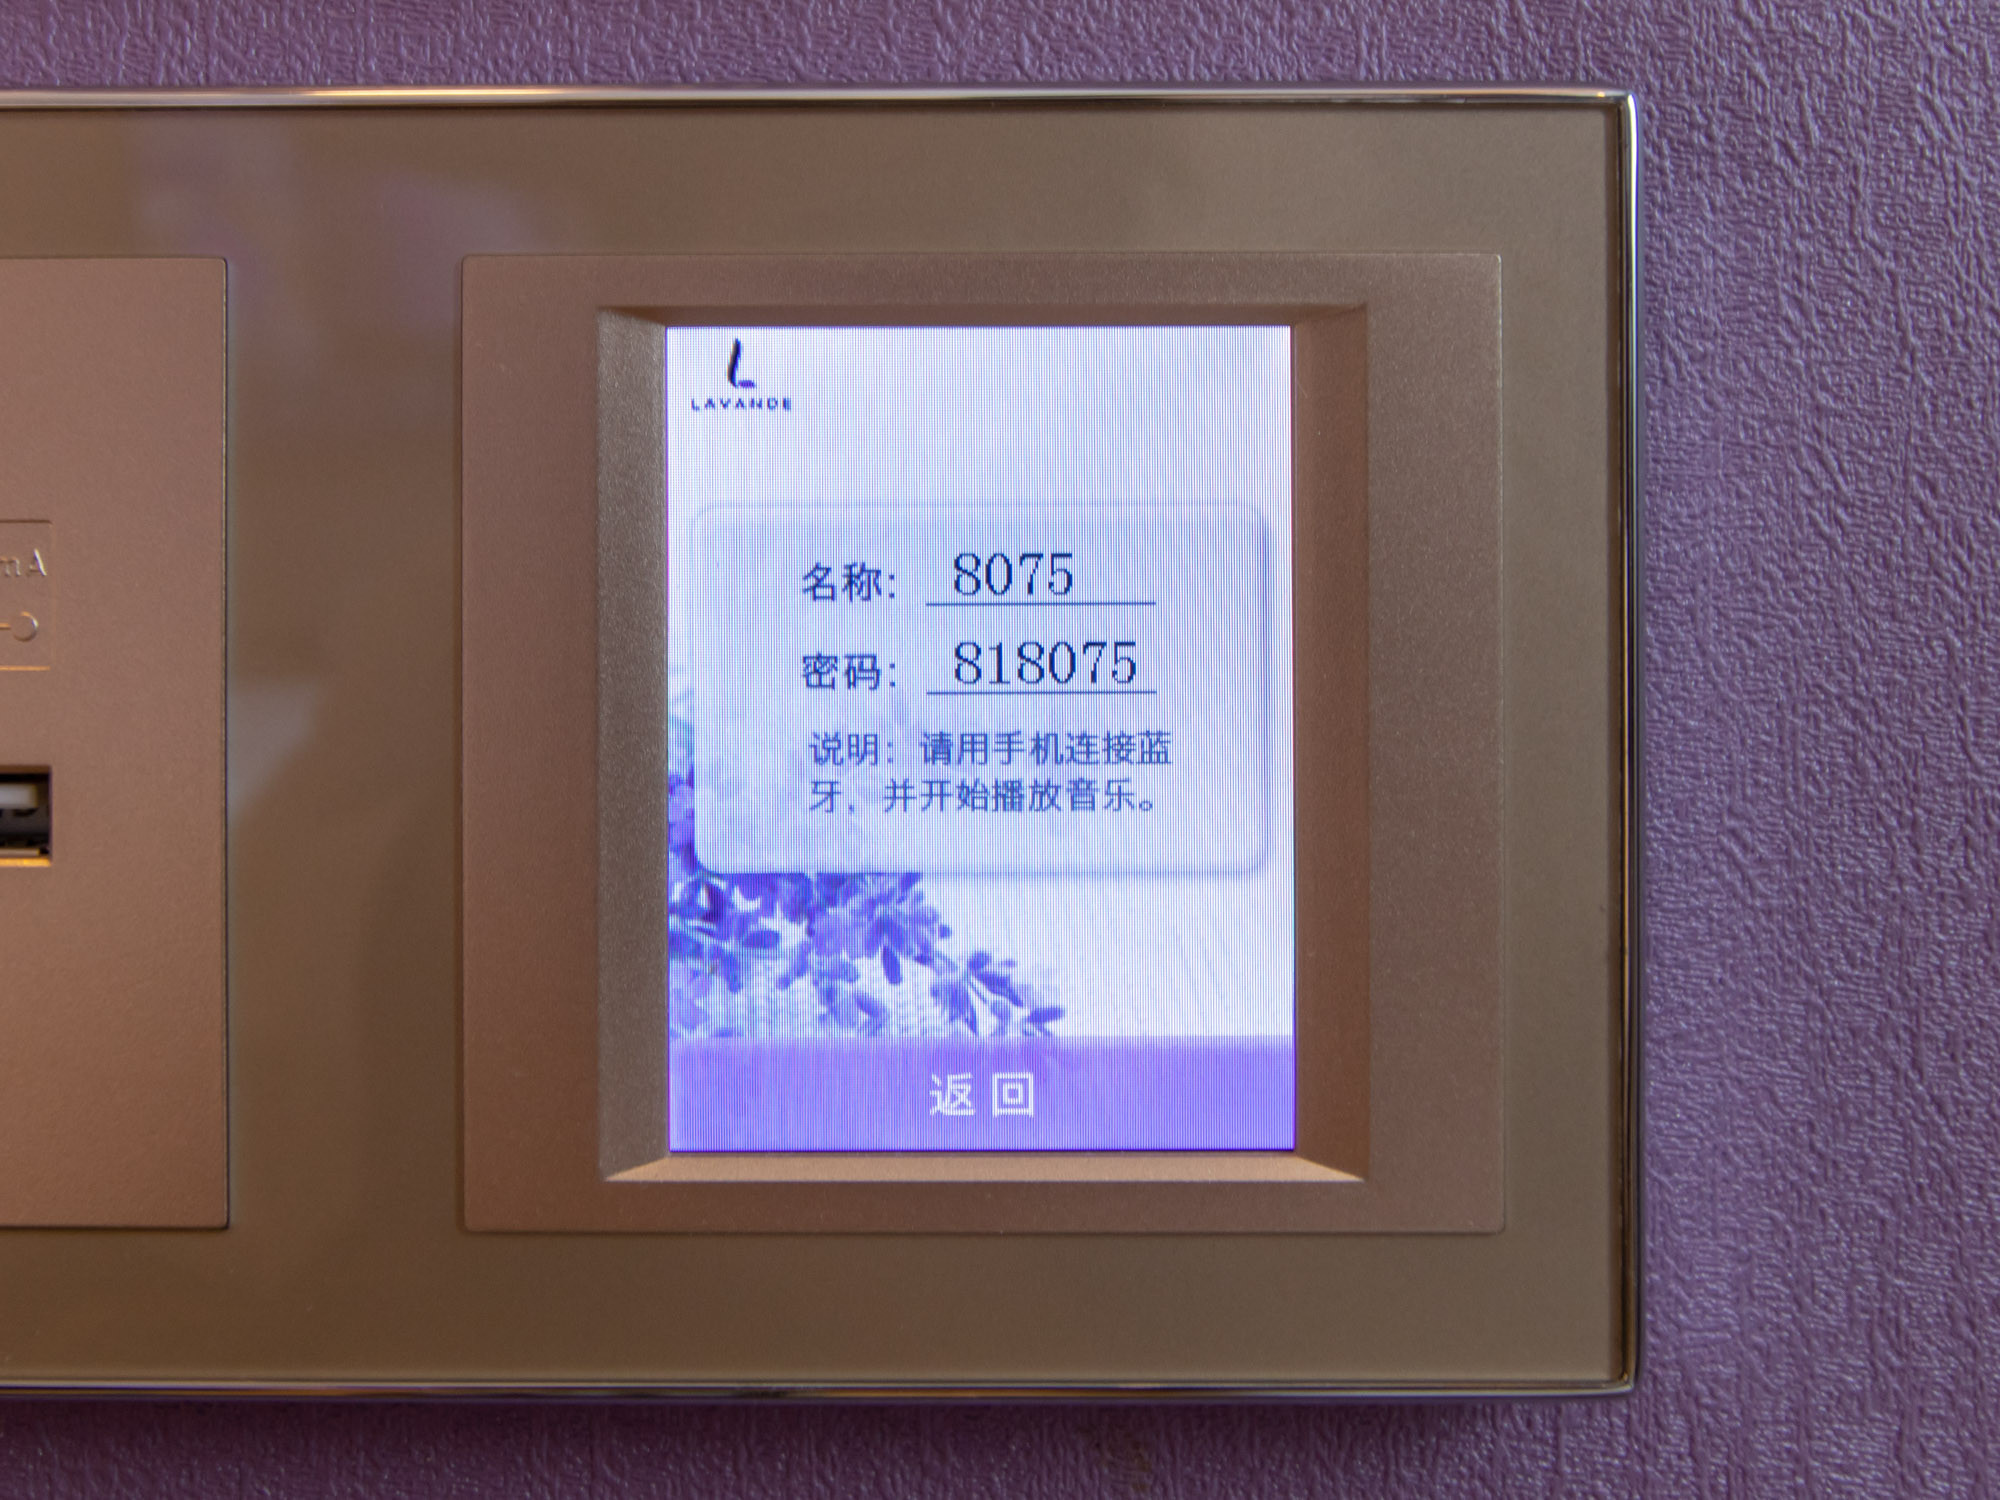 LAVANDE
mA
名称： 8075
密码： 818075
说明：请用手机连接蓝
牙，并开始播放音乐。
返回